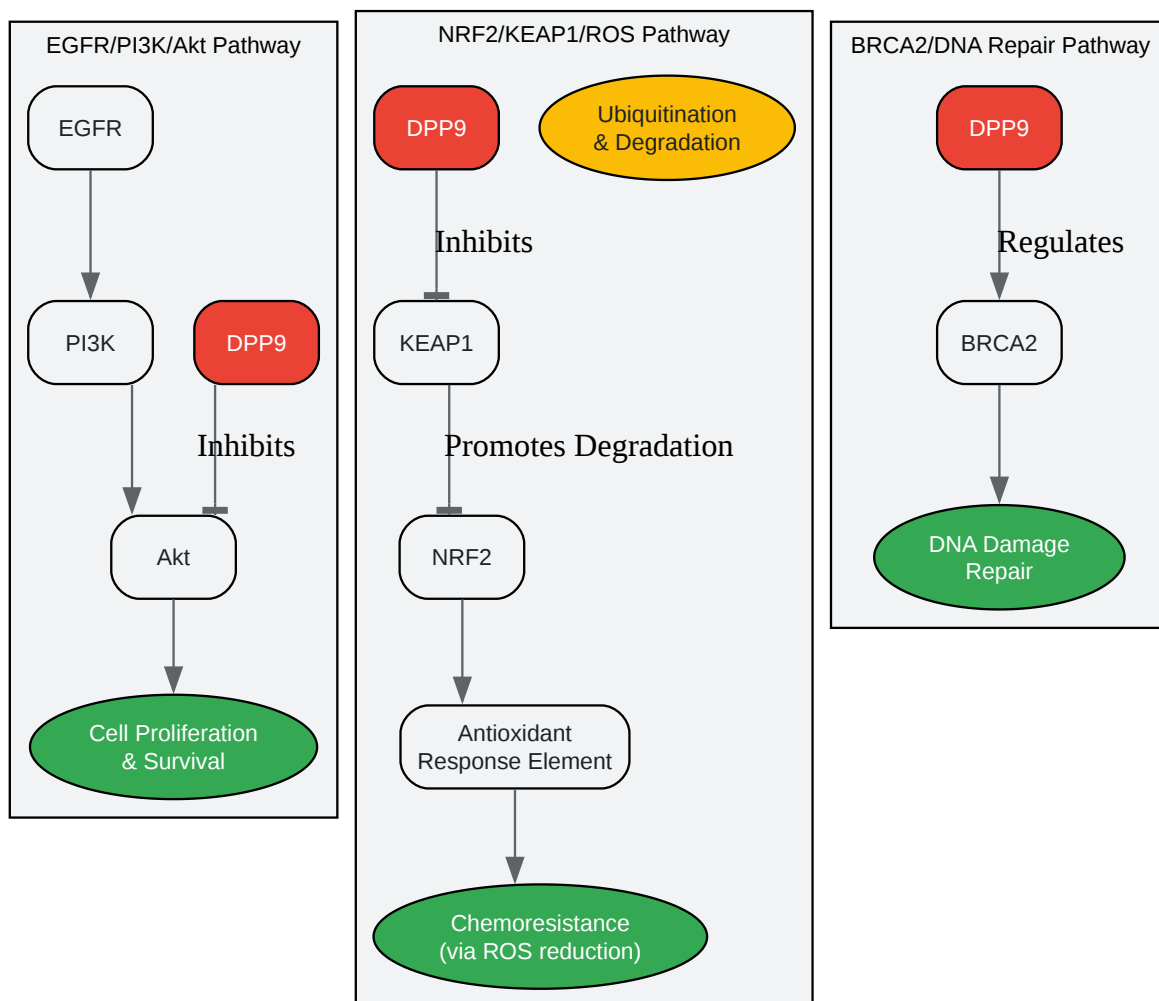 EGFR/PI3K/Akt Pathway
EGFR
PI3K
DPP9
Inhibits
Akt
Cell Proliferation
& Survival
NRF2/KEAP1/ROS Pathway
DPP9
Ubiquitination
& Degradation
Inhibits
KEAP1
Promotes Degradation
NRF2
Antioxidant
Response Element
Chemoresistance
(via ROS reduction)
BRCA2/DNA Repair Pathway
DPP9
Regulates
BRCA2
DNA Damage
Repair